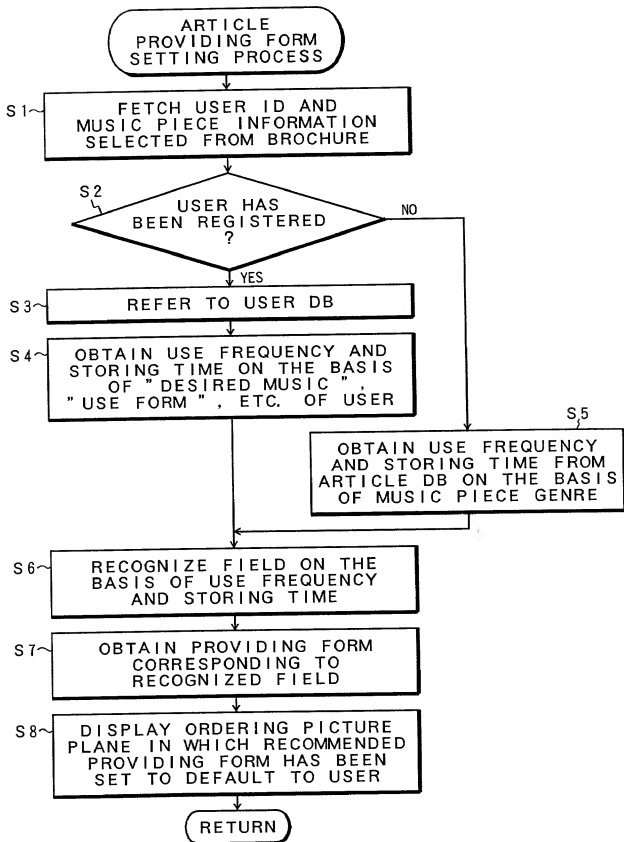 ARTICLE
PROVIDING FORM
SETTING PROCESS
S1
FETCH USER ID AND
MUSIC PIECE INFORMATION
SELECTED FROM BROCHURE
S2
USER HAS
BEEN REGISTERED
?
NO
YES
S3
REFER TO USER DB
S4
OBTAIN USE FREQUENCY AND
STORING TIME ON THE BASIS
OF "DESIRED MUSIC",
"USE FORM", ETC. OF USER
S5
OBTAIN USE FREQUENCY
AND STORING TIME FROM
ARTICLE DB ON THE BASIS
OF MUSIC PIECE GENRE
S6
RECOGNIZE FIELD ON THE
BASIS OF USE FREQUENCY
AND STORING TIME
S7
OBTAIN PROVIDING FORM
CORRESPONDING TO
RECOGNIZED FIELD
S8
DISPLAY ORDERING PICTURE
PLANE IN WHICH RECOMMENDED
PROVIDING FORM HAS BEEN
SET TO DEFAULT TO USER
RETURN